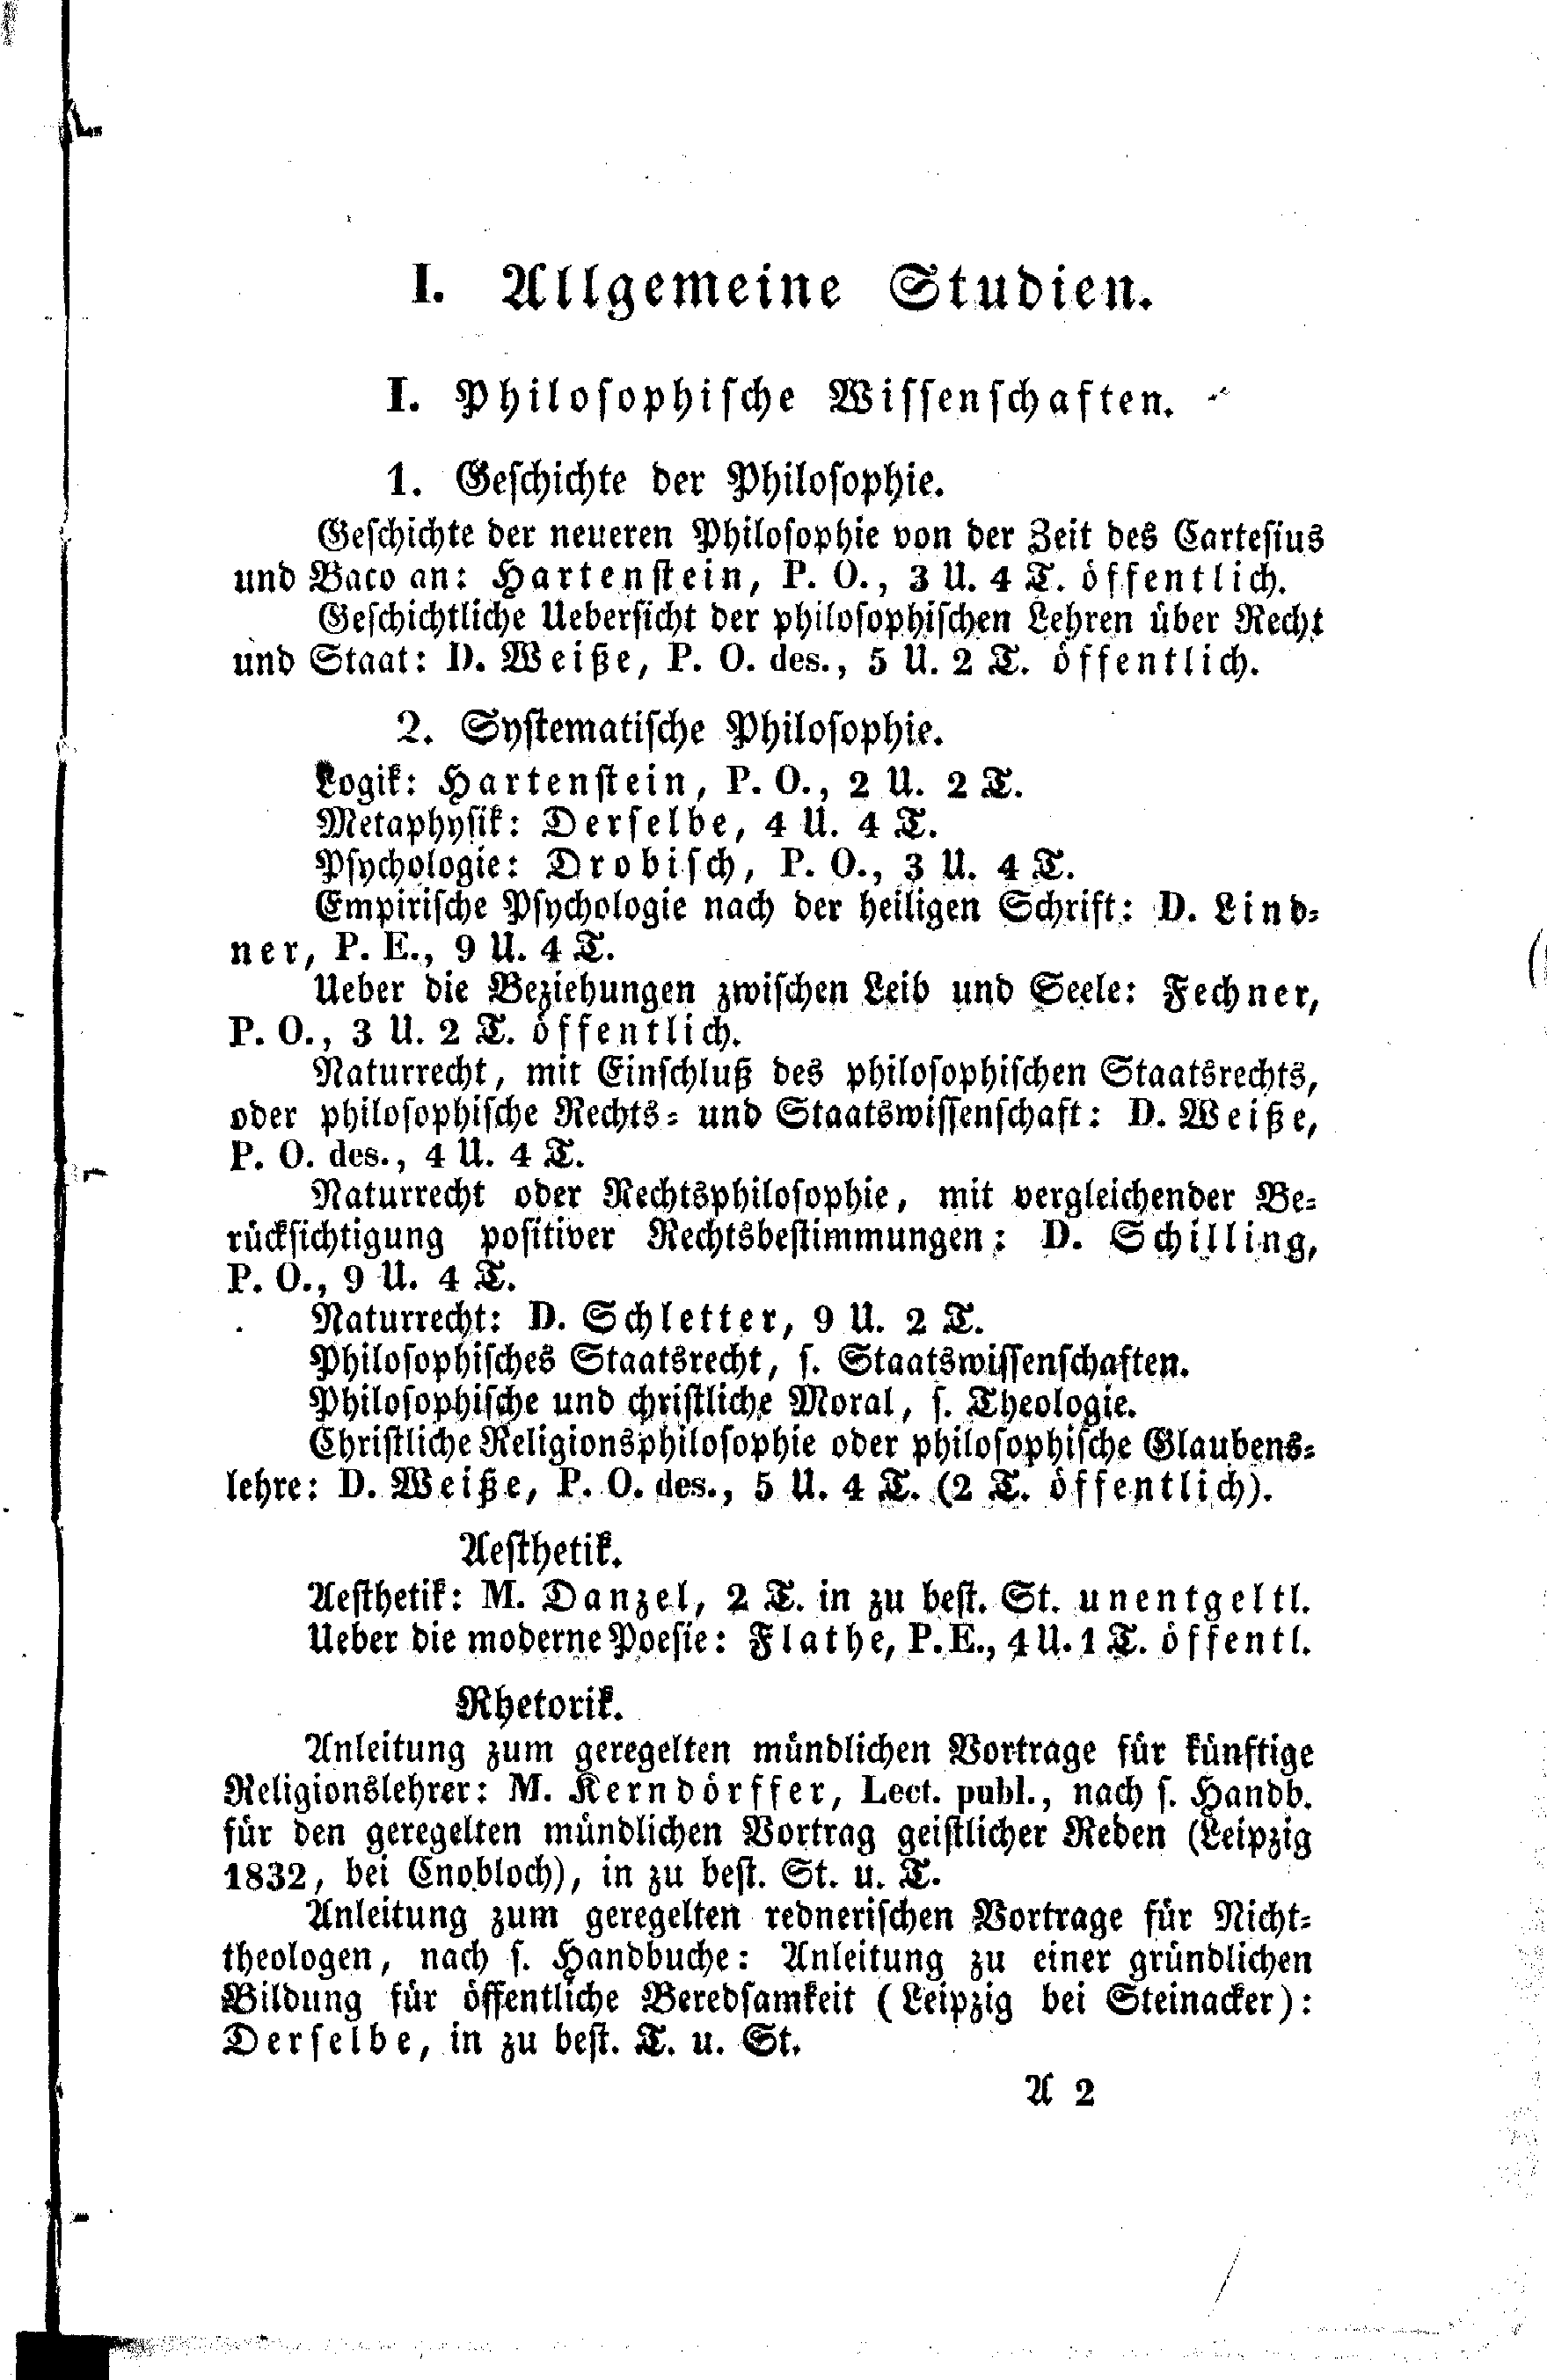 I. Allgemeine Studien.
I. Philosophische Wissenschaften.
1. Geschichte der Philosophie.
Geschichte der neueren Philosophie von der Zeit des Cartesius
und Baco an: Hartenstein, P. O., 3 U. 4 T. öffentlich.
Geschichtliche Uebersicht der philosophischen Lehren über Recht
und Staat: D. Weiße, P. O. des., 5 U. 2 T. öffentlich.
2. Systematische Philosophie.
Logik: Hartenstein, P. O., 2 U. 2 T.
Metaphysik: Derselbe, 4 U. 4 T.
Psychologie: Drobisch, P. O., 3 U. 4 T.
Empirische Psychologie nach der heiligen Schrift: D. Lind-
ner, P. E., 9 U. 4 T.
Ueber die Beziehungen zwischen Leib und Seele: Fechner,
P. O., 3 U. 2 T. öffentlich.
Naturrecht, mit Einschluß des philosophischen Staatsrechts,
oder philosophische Rechts- und Staatswissenschaft: D. Weiße,
P. O. des., 4 U. 4 T.
Naturrecht oder Rechtsphilosophie, mit vergleichender Be-
rücksichtigung positiver Rechtsbestimmungen: D. Schilling,
P. O., 9 U. 4 T.
Naturrecht: D. Schletter, 9 U. 2 T.
Philosophisches Staatsrecht, s. Staatswissenschaften.
Philosophische und christliche Moral, s. Theologie.
Christliche Religionsphilosophie oder philosophische Glaubens-
lehre: D. Weiße, P. O. des., 5 U. 4 T. (2 T. öffentlich).
Aesthetik.
Aesthetik: M. Danzel, 2 T. in zu best. St. unentgeltl.
Ueber die moderne Poesie: Flathe, P. E., 4 U. 1 T. öffentl.
Rhetorik.
Anleitung zum geregelten mündlichen Vortrage für künftige
Religionslehrer: M. Kerndörffer, Lect. publ., nach s. Handb.
für den geregelten mündlichen Vortrag geistlicher Reden (Leipzig
1832, bei Cnobloch), in zu best. St. u. T.
Anleitung zum geregelten rednerischen Vortrage für Nicht-
theologen, nach s. Handbuche: Anleitung zu einer gründlichen
Bildung für öffentliche Beredsamkeit (Leipzig bei Steinacker):
Derselbe, in zu best. T. u. St.
A 2